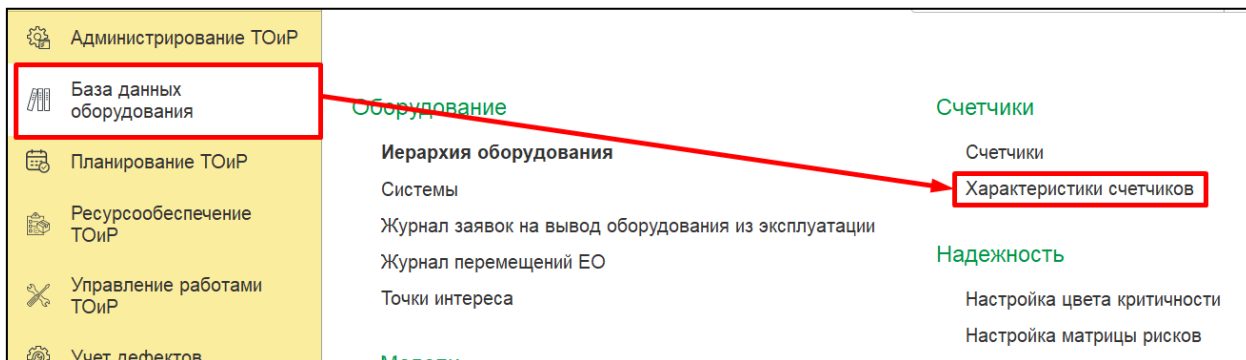 Администрирование ТОиР
База данных
оборудования
Планирование ТОиР
Ресурсообеспечение
ТОиР
Управление работами
ТОиР
Учет дефектов
Оборудование
Иерархия оборудования
Системы
Журнал заявок на вывод оборудования из эксплуатации
Журнал перемещений ЕО
Точки интереса
Счетчики
Счетчики
Характеристики счетчиков
Надежность
Настройка цвета критичности
Настройка матрицы рисков